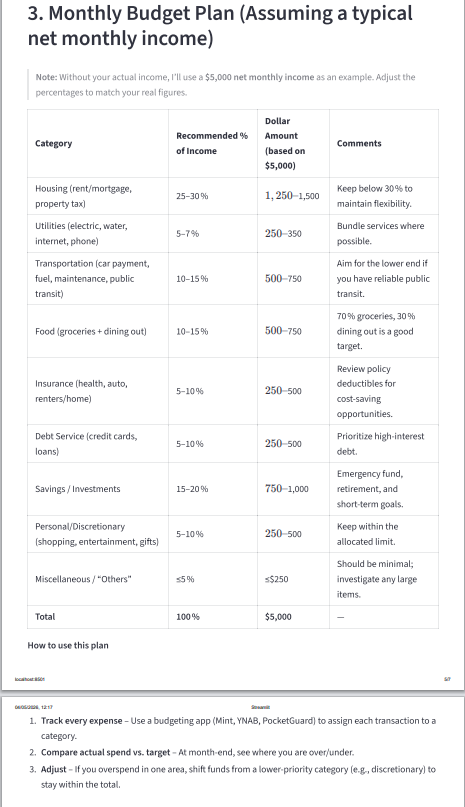 3. Monthly Budget Plan (Assuming a typical
net monthly income)
Note: Without your actual income, I'll use a $5,000 net monthly income as an example. Adjust the
percentages to match your real figures.
Category
Recommended %
of Income
Dollar
Amount
(based on
$5,000)
Comments
Housing (rent/mortgage,
property tax)
25–30 %
1,250–1,500
Keep below 30 % to
maintain flexibility.
Utilities (electric, water,
internet, phone)
5–7 %
250–350
Bundle services where
possible.
Transportation (car payment,
fuel, maintenance, public
transit)
10–15 %
500–750
Aim for the lower end if
you have reliable public
transit.
Food (groceries + dining out)
10–15 %
500–750
70 % groceries, 30 %
dining out is a good
target.
Insurance (health, auto,
renters/home)
5–10 %
250–500
Review policy
deductibles for
cost‑saving
opportunities.
Debt Service (credit cards,
loans)
5–10 %
250–500
Prioritize high‑interest
debt.
Savings / Investments
15–20 %
750–1,000
Emergency fund,
retirement, and
short‑term goals.
Personal/Discretionary
(shopping, entertainment, gifts)
5–10 %
250–500
Keep within the
allocated limit.
Miscellaneous / “Others”
≤5 %
≤$250
Should be minimal;
investigate any large
items.
Total
100 %
$5,000
—
How to use this plan
localhost:8501
5/7
04/05/2026, 12:17
Streamlit
1. Track every expense – Use a budgeting app (Mint, YNAB, PocketGuard) to assign each transaction to a
category.
2. Compare actual spend vs. target – At month‑end, see where you are over/under.
3. Adjust – If you overspend in one area, shift funds from a lower‑priority category (e.g., discretionary) to
stay within the total.